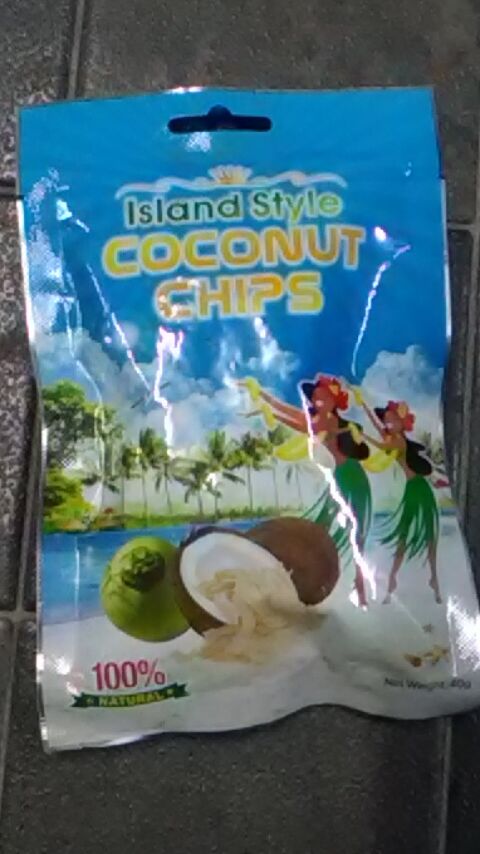 Island Style
COCONUT
CHIPS
100%
NATURAL
Net Weight: 40g